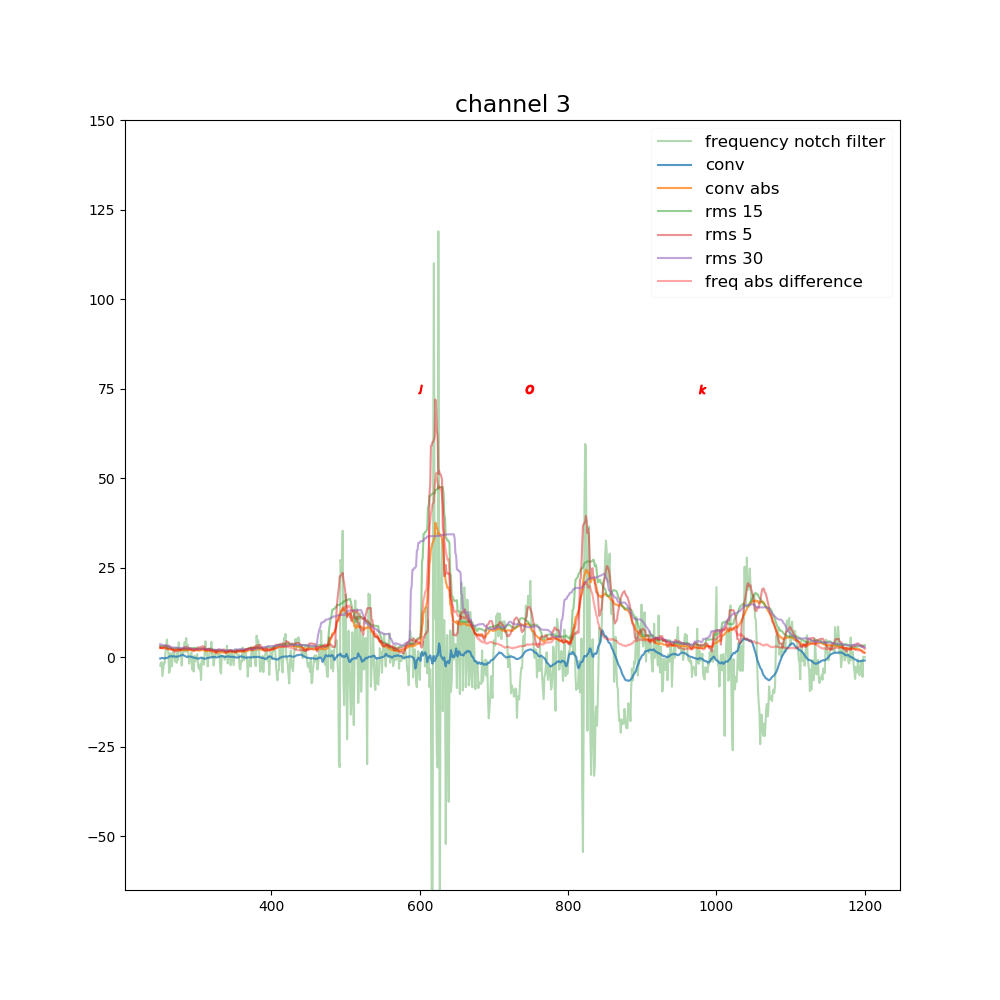 channel 3
150
125
100
75
50
25
0
−25
−50
400
600
800
1000
1200
frequency notch filter
conv
conv abs
rms 15
rms 5
rms 30
freq abs difference
J
O
k